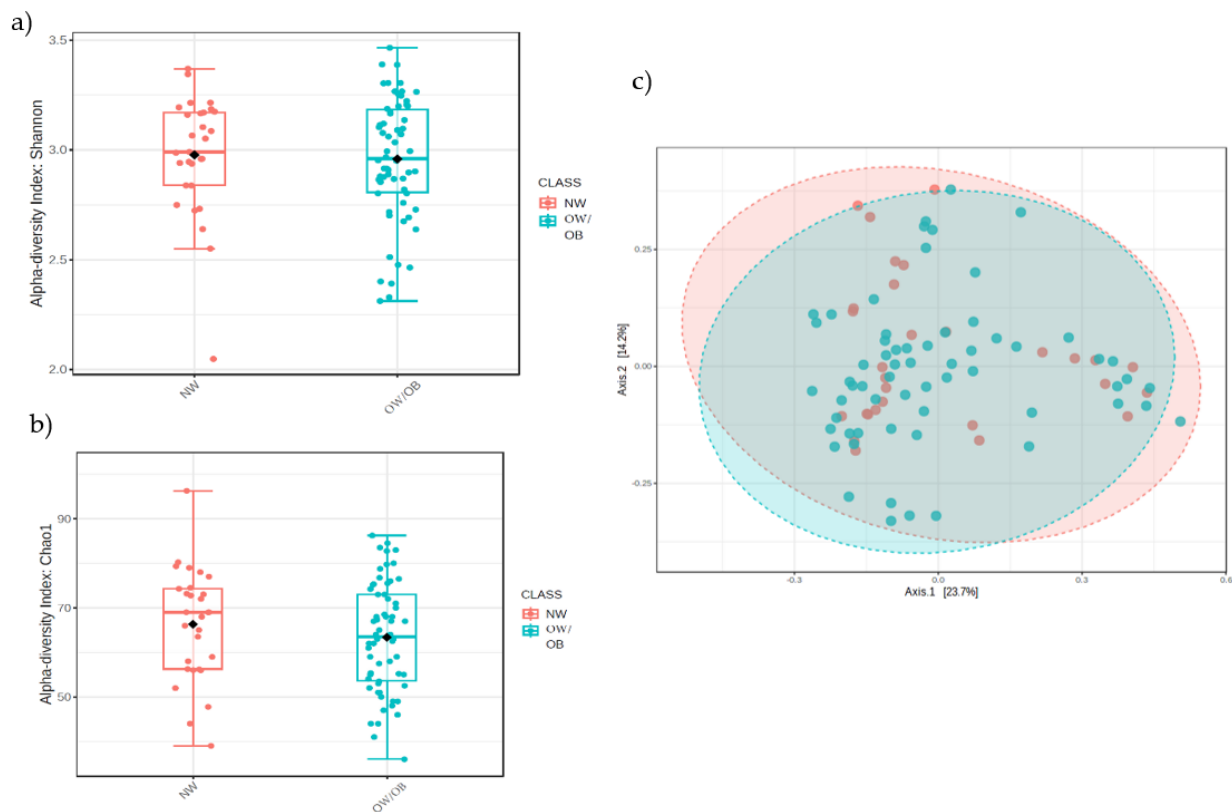 a)
Alpha-diversity Index: Shannon
3.5
3.0
2.5
2.0
NW
OW/OB
CLASS
NW
OW/
OB
b)
Alpha-diversity Index: Chao1
90
70
50
NW
OW/OB
CLASS
NW
OW/
OB
c)
Axis.2 [14.2%]
0.25
0.00
-0.25
-0.3
0.0
0.3
0.6
Axis.1 [23.7%]